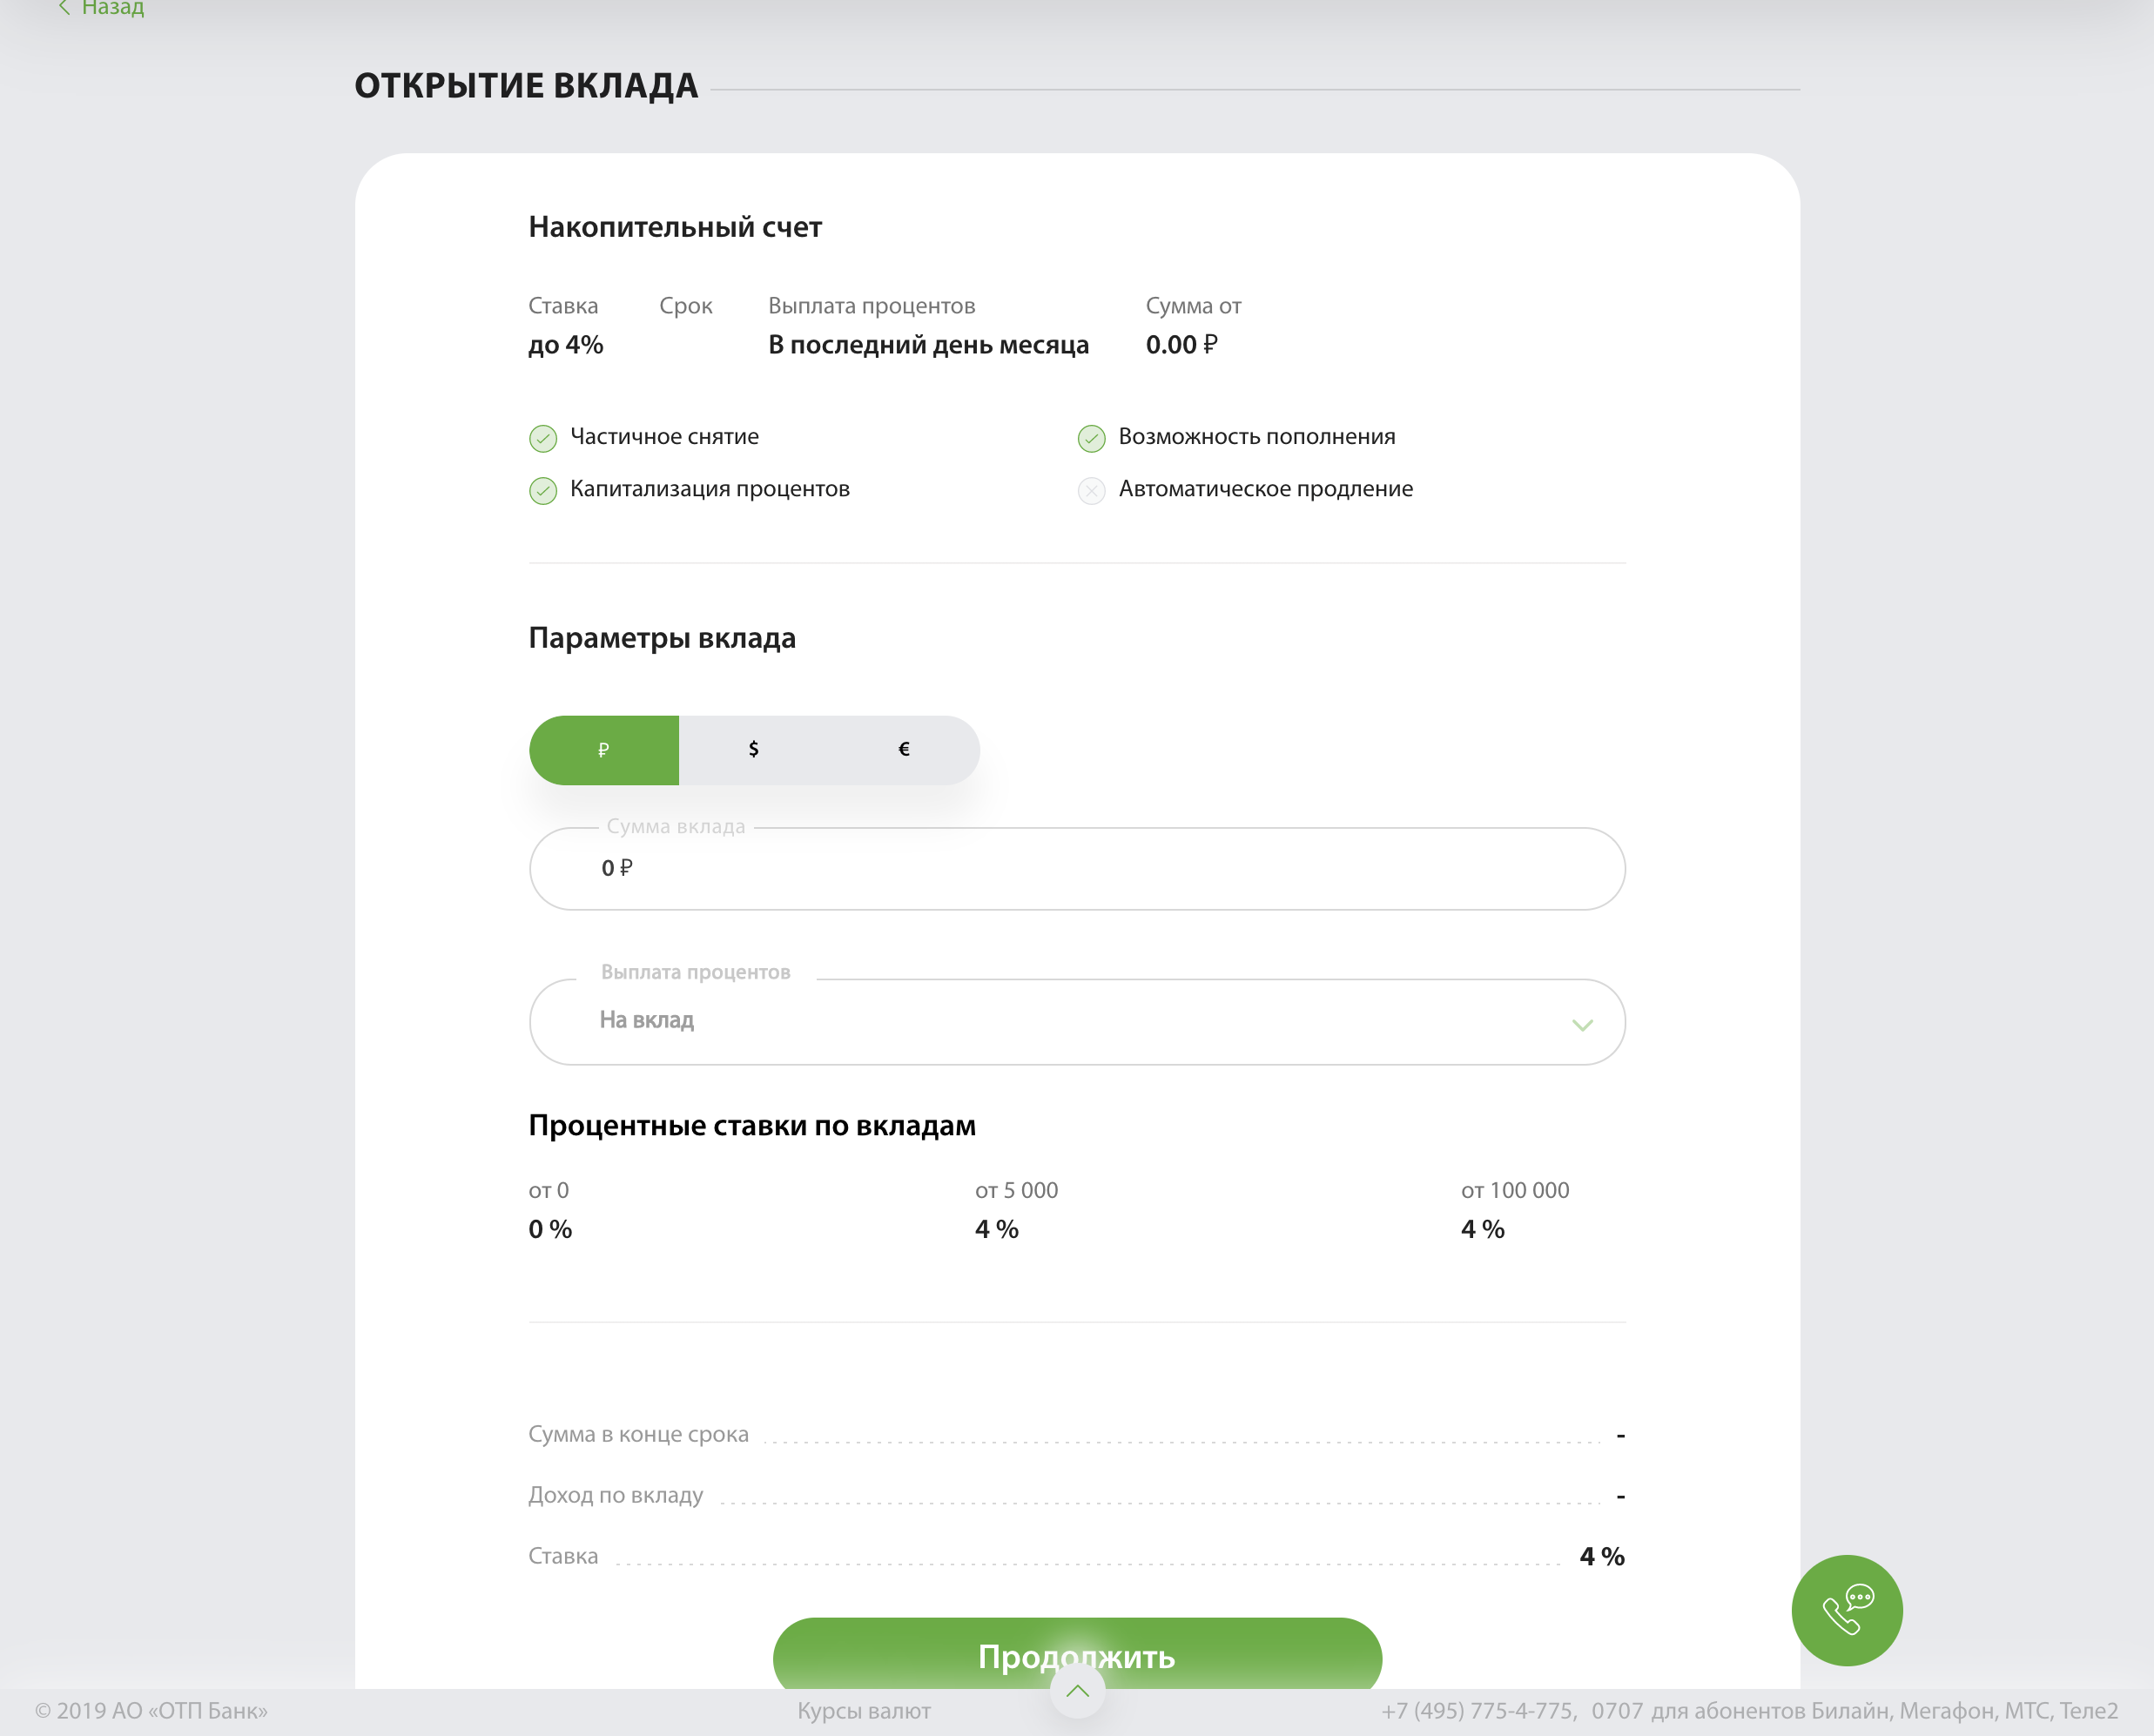 Назад
ОТКРЫТИЕ ВКЛАДА
Накопительный счет
Ставка Срок Выплата процентов Сумма от
до 4% В последний день месяца 0.00 ₽
Частичное снятие Возможность пополнения
Капитализация процентов Автоматическое продление
Параметры вклада
₽ $ €
Сумма вклада
0 ₽
Выплата процентов
На вклад
Процентные ставки по вкладам
от 0 от 5 000 от 100 000
0 % 4 % 4 %
Сумма в конце срока -
Доход по вкладу -
Ставка 4 %
Продолжить
© 2019 АО «ОТП Банк» Курсы валют +7 (495) 775-4-775, 0707 для абонентов Билайн, Мегафон, МТС, Теле2